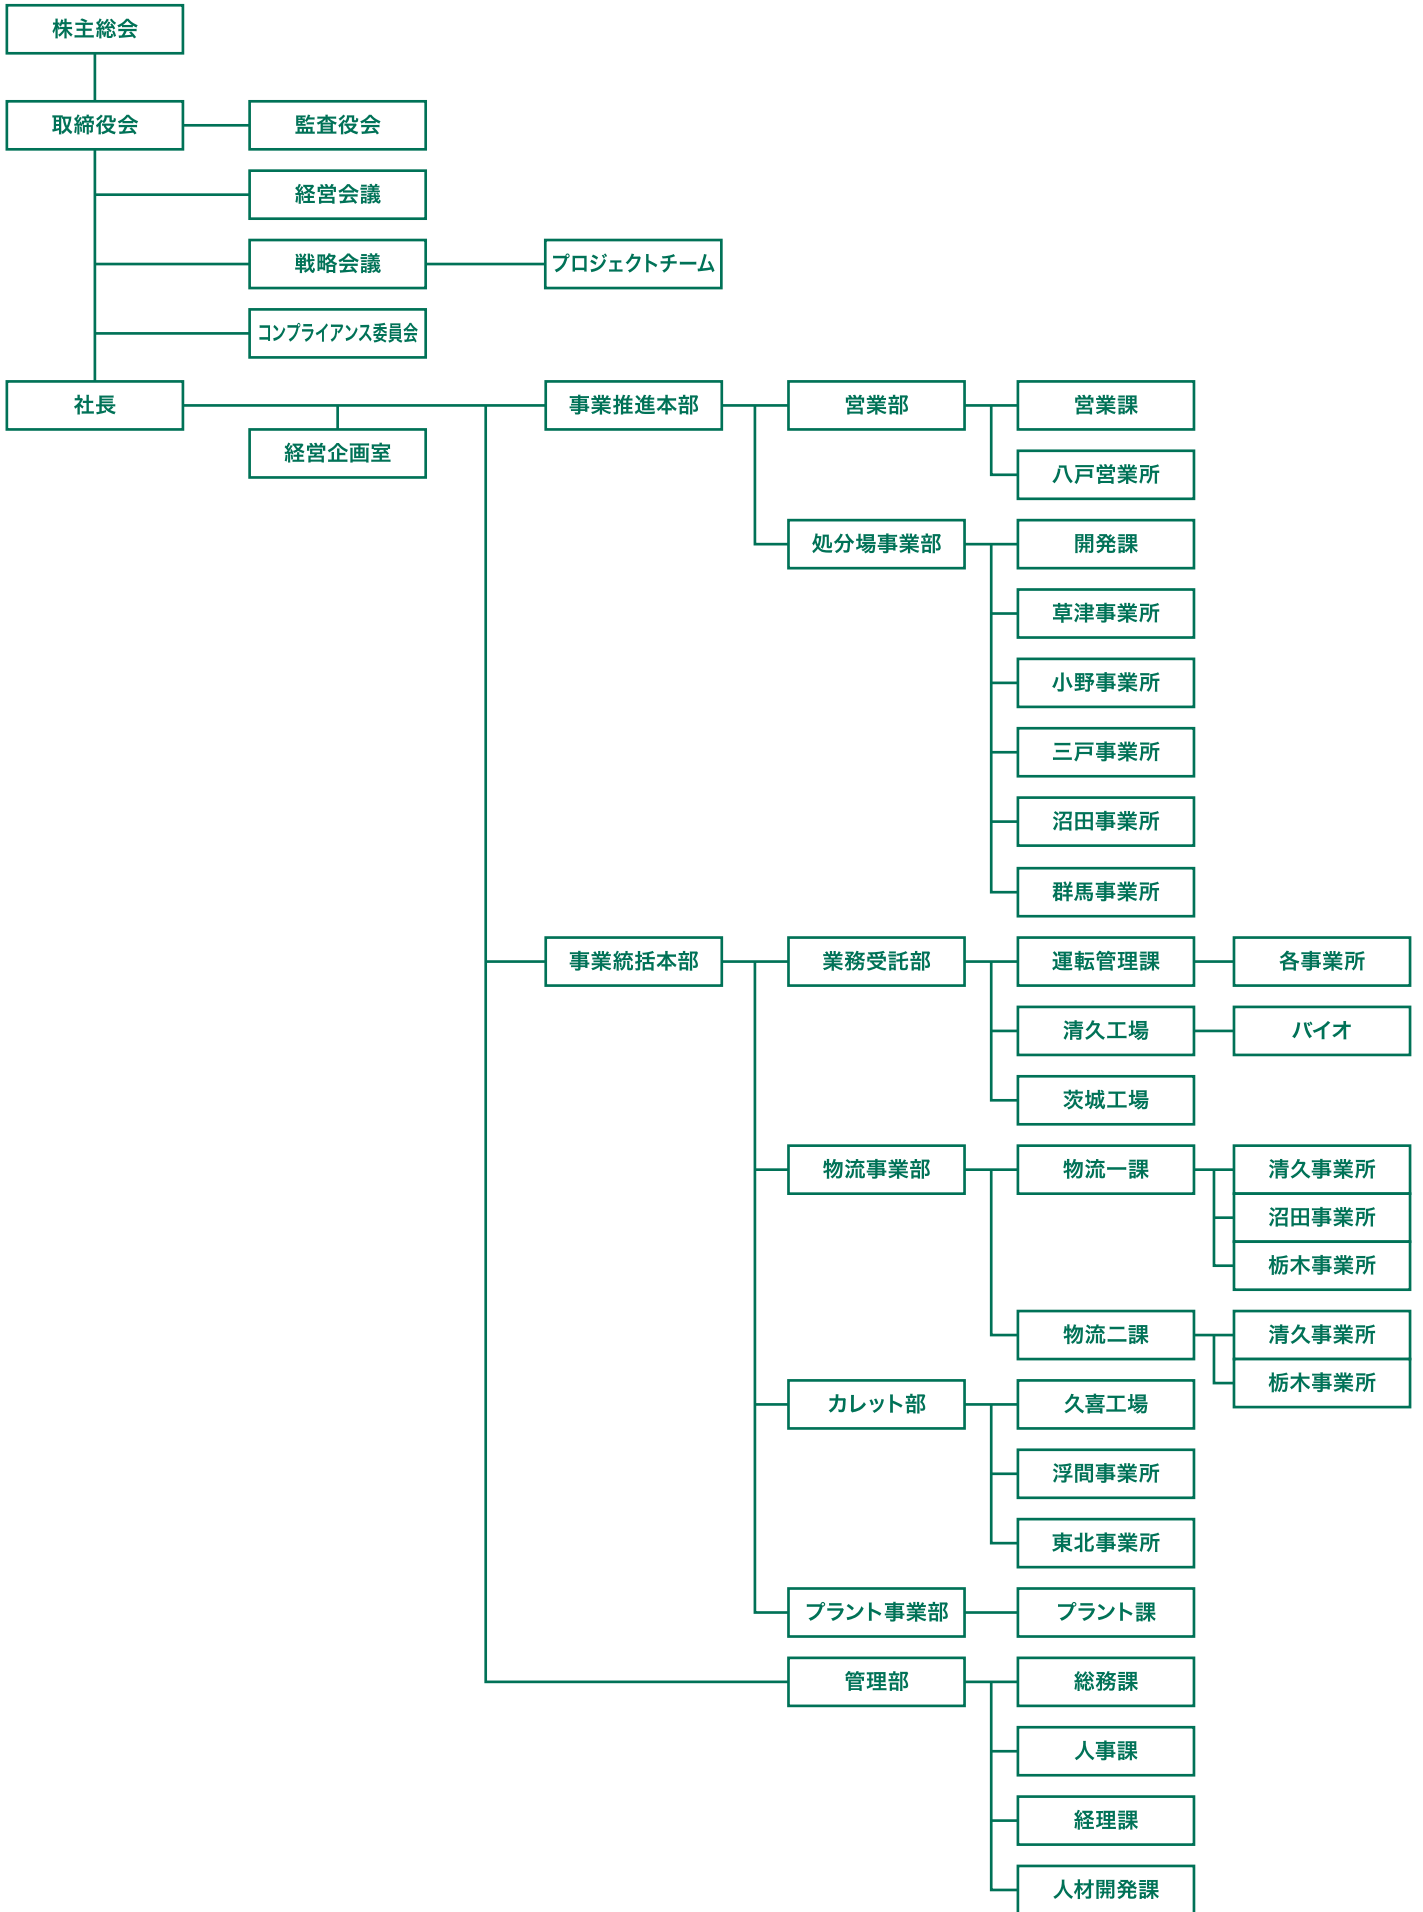 株主総会
取締役会
監査役会
経営会議
戦略会議
プロジェクトチーム
コンプライアンス委員会
社長
経営企画室
事業推進本部
営業部
営業課
八戸営業所
処分場事業部
開発課
草津事業所
小野事業所
三戸事業所
沼田事業所
群馬事業所
事業統括本部
業務受託部
運転管理課
各事業所
清久工場
バイオ
茨城工場
物流事業部
物流一課
清久事業所
沼田事業所
栃木事業所
物流二課
清久事業所
栃木事業所
カレット部
久喜工場
浮間事業所
東北事業所
プラント事業部
プラント課
管理部
総務課
人事課
経理課
人材開発課